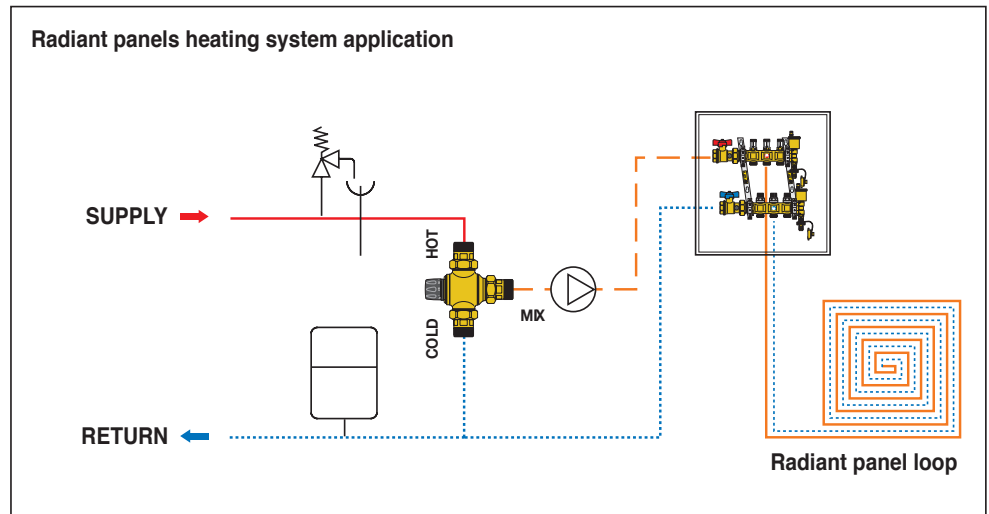 Radiant panels heating system application
SUPPLY
HOT
MIX
COLD
RETURN
Radiant panel loop